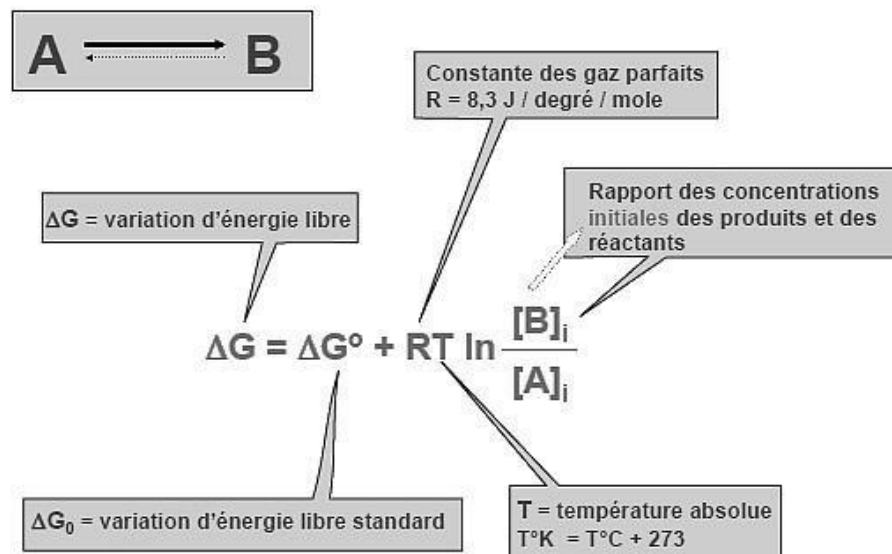 A B
Constante des gaz parfaits
R = 8,3 J / degré / mole
Rapport des concentrations
initiales des produits et des
réactants
ΔG = variation d'énergie libre
ΔG = ΔG° + RT ln [B]i
[A]i
ΔG₀ = variation d'énergie libre standard
T = température absolue
T°K = T°C + 273